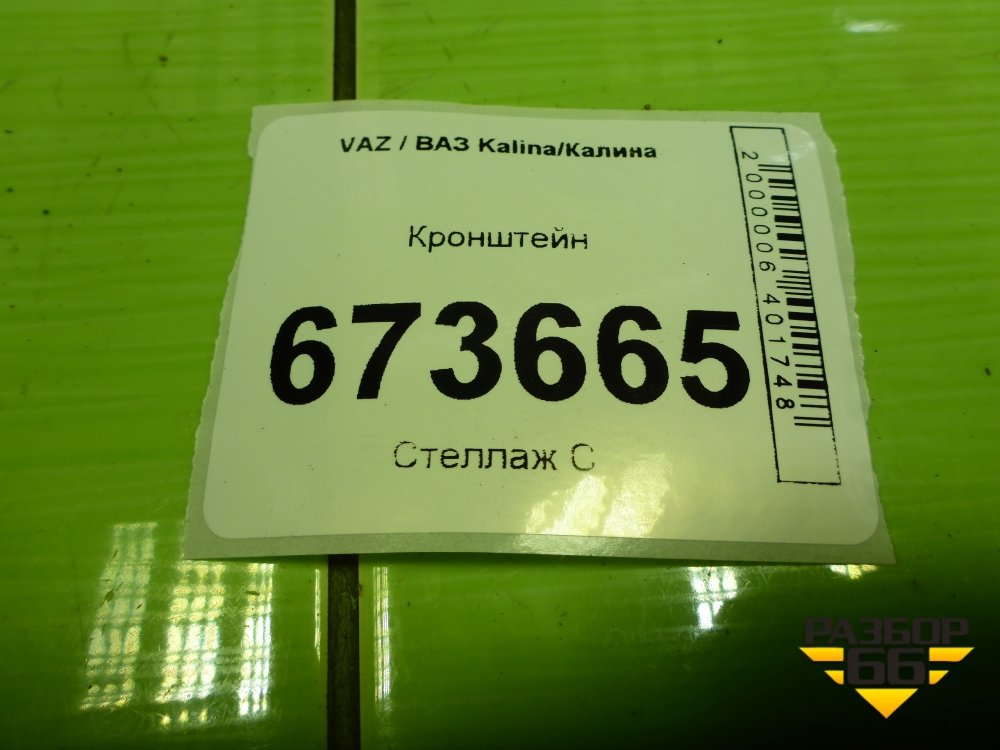 VAZ / ВАЗ Kalina/Калина
Кронштейн
673665
Стеллаж С
2000006401748
РАЗБОР
66